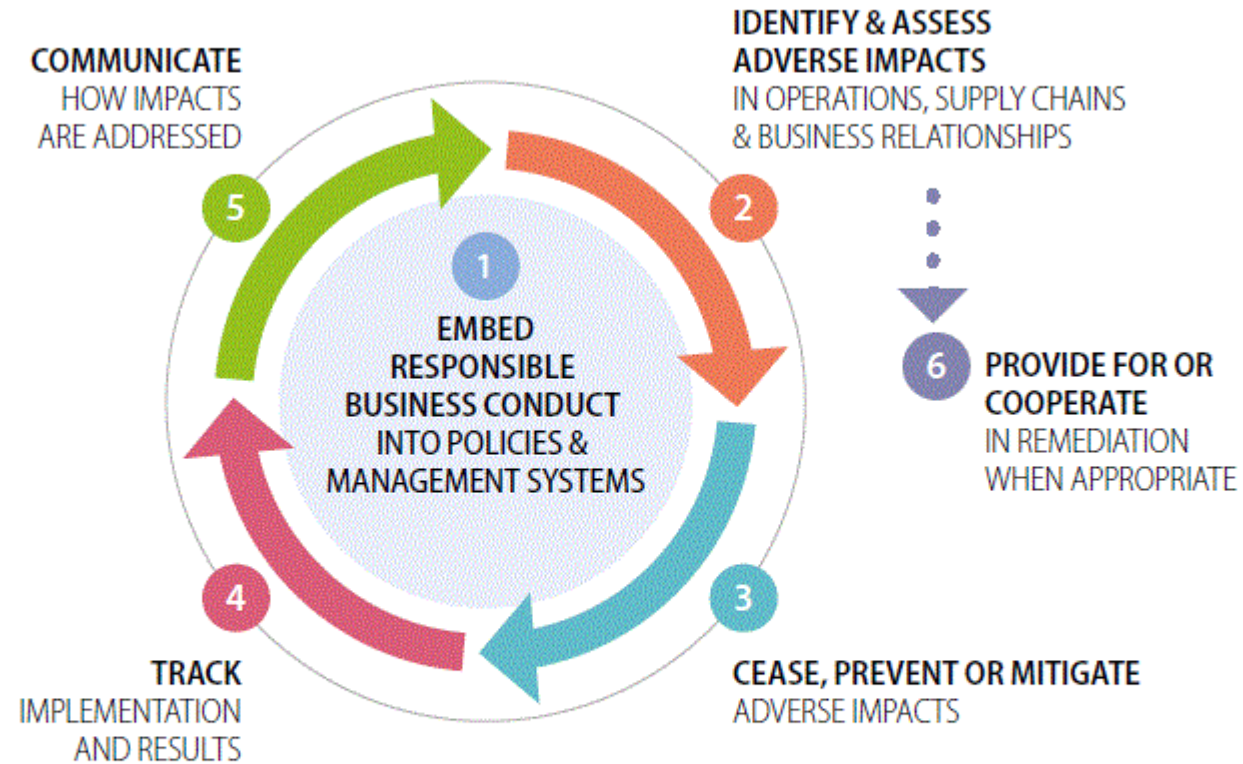 COMMUNICATE
HOW IMPACTS
ARE ADDRESSED
5
IDENTIFY & ASSESS
ADVERSE IMPACTS
IN OPERATIONS, SUPPLY CHAINS
& BUSINESS RELATIONSHIPS
2
1
EMBED
RESPONSIBLE
BUSINESS CONDUCT
INTO POLICIES &
MANAGEMENT SYSTEMS
6
PROVIDE FOR OR
COOPERATE
IN REMEDIATION
WHEN APPROPRIATE
4
TRACK
IMPLEMENTATION
AND RESULTS
3
CEASE, PREVENT OR MITIGATE
ADVERSE IMPACTS